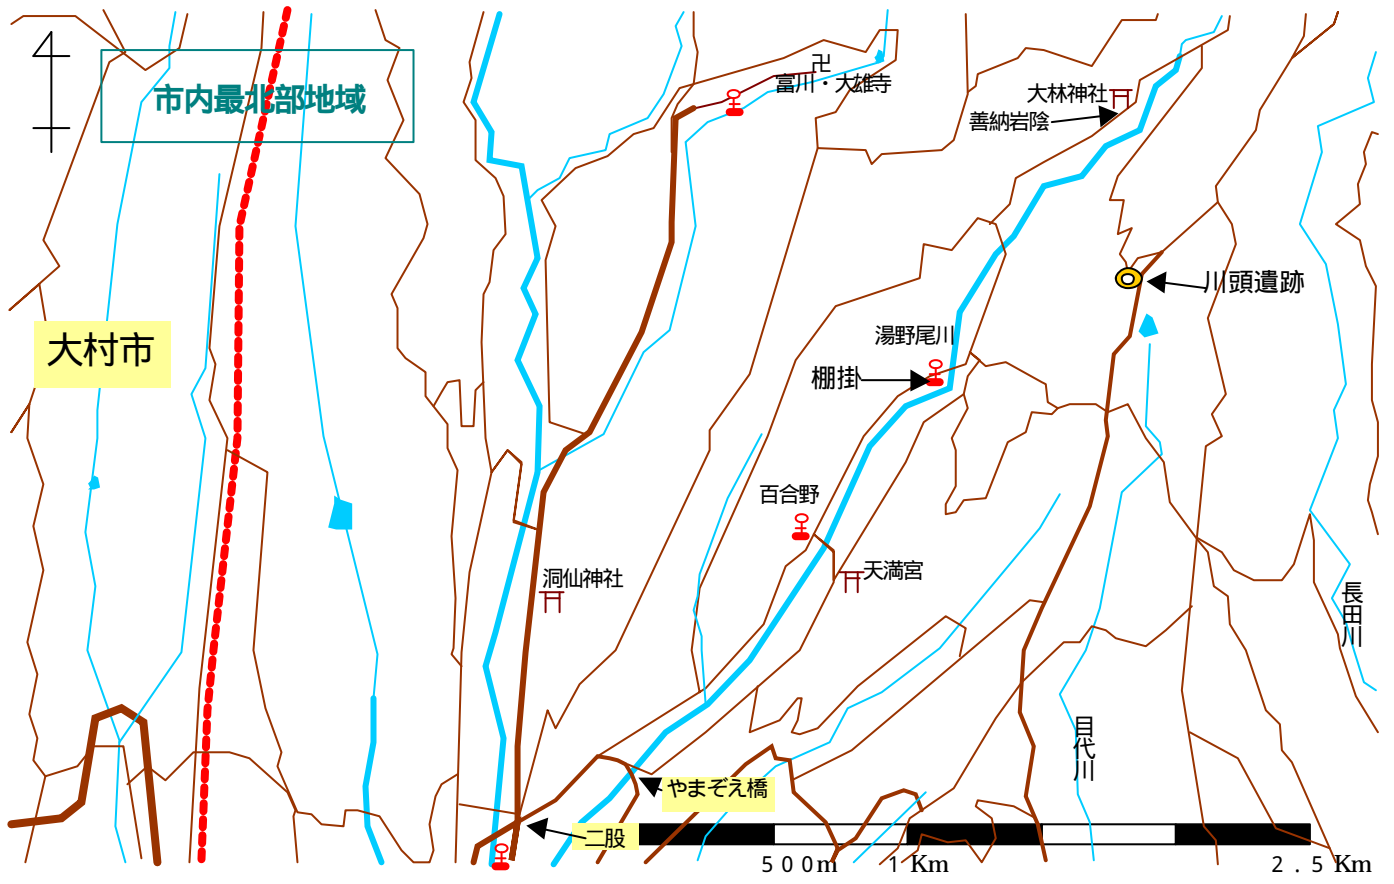 市内最北部地域
卍
富川・大雄寺
大林神社
善納岩陰
川頭遺跡
大村市
湯野尾川
棚掛
百合野
天満宮
洞仙神社
長田川
目代川
やまぞえ橋
二股
500m 1Km 2.5Km